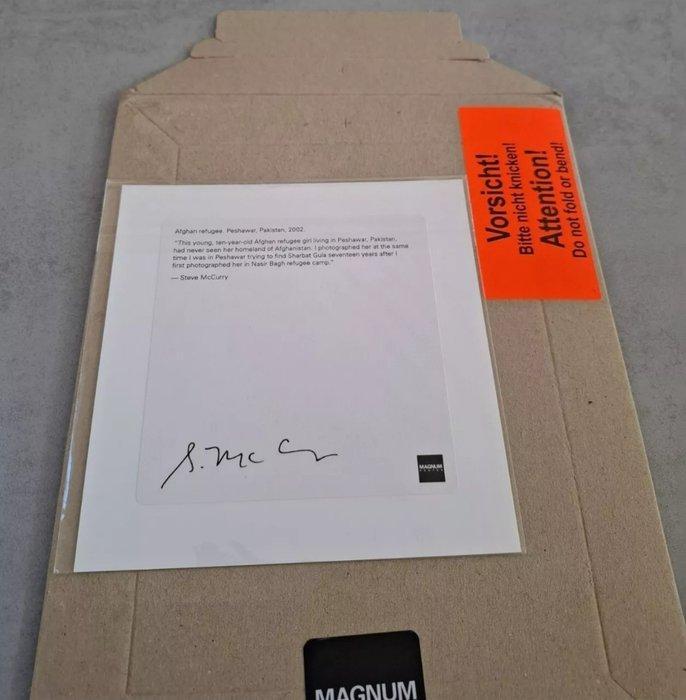 Vorsicht!
Bitte nicht knicken!
Attention!
Do not fold or bend!
Afghan refugee. Peshawar, Pakistan, 2002.
"This young, ten-year-old Afghan refugee girl living in Peshawar, Pakistan,
had never seen her homeland of Afghanistan. I photographed her at the same
time I was in Peshawar trying to find Sharbat Gula seventeen years after I
first photographed her in Nasir Bagh refugee camp."
— Steve McCurry
S. McC
MAGNUM
PHOTOS
MAGNUM